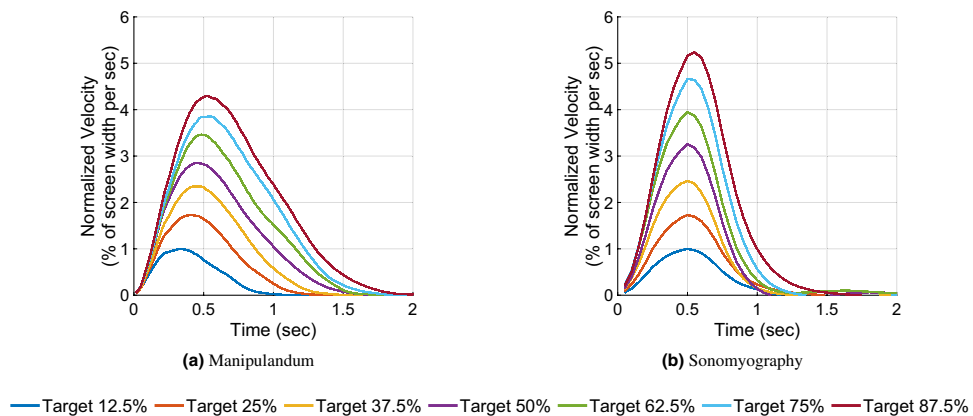 Normalized Velocity
(% of screen width per sec)
6
5
4
3
2
1
0
0 0.5 1 1.5 2
Time (sec)
(a) Manipulandum
Normalized Velocity
(% of screen width per sec)
6
5
4
3
2
1
0
0 0.5 1 1.5 2
Time (sec)
(b) Sonomyography
Target 12.5% Target 25% Target 37.5% Target 50% Target 62.5% Target 75% Target 87.5%